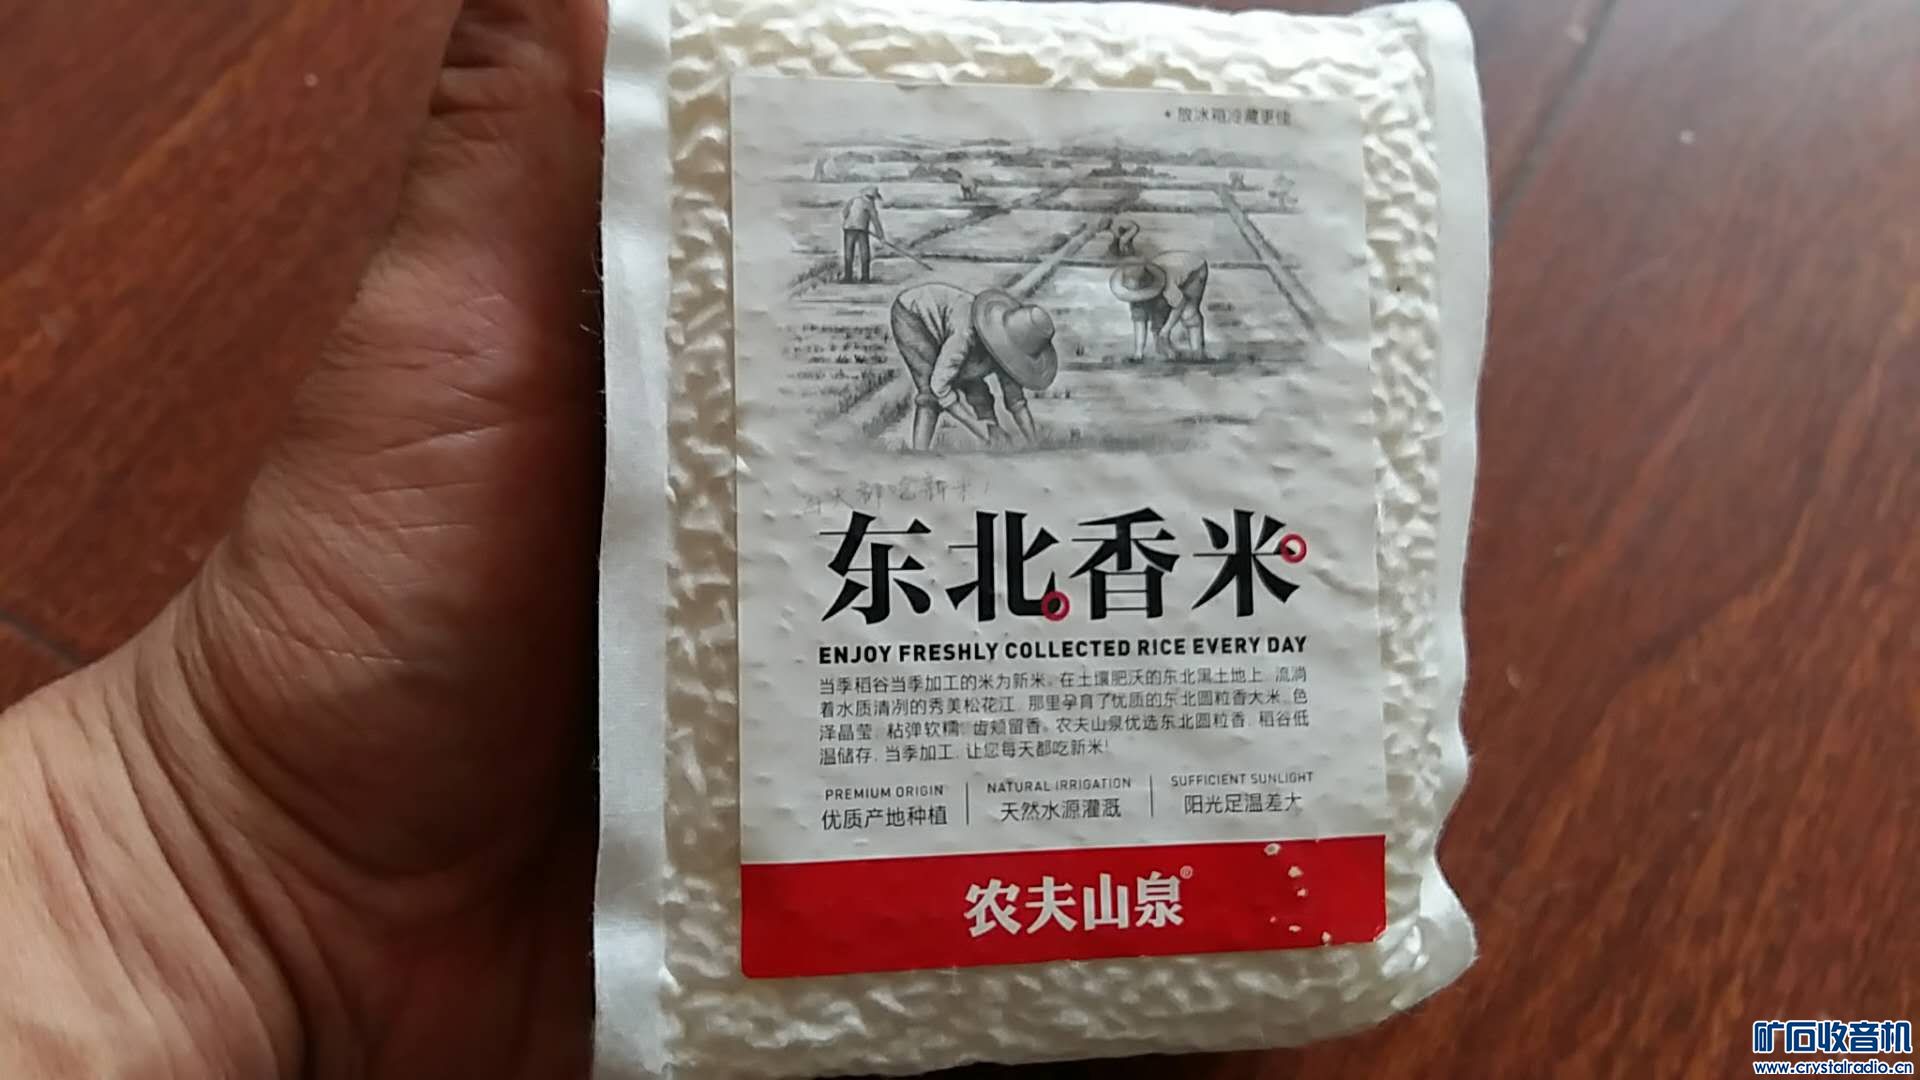 • 放冰箱冷藏更佳
每天都吃新米!
东北香米
ENJOY FRESHLY COLLECTED RICE EVERY DAY
当季稻谷当季加工的米为新米。在土壤肥沃的东北黑土地上, 流淌
着水质清冽的秀美松花江, 那里孕育了优质的东北圆粒香大米。色
泽晶莹, 粘弹软糯, 齿颊留香。农夫山泉优选东北圆粒香, 稻谷低
温储存, 当季加工, 让您每天都吃新米!
PREMIUM ORIGIN
优质产地种植
NATURAL IRRIGATION
天然水源灌溉
SUFFICIENT SUNLIGHT
阳光足温差大
农夫山泉®
矿石收音机
www.crystalradio.cn